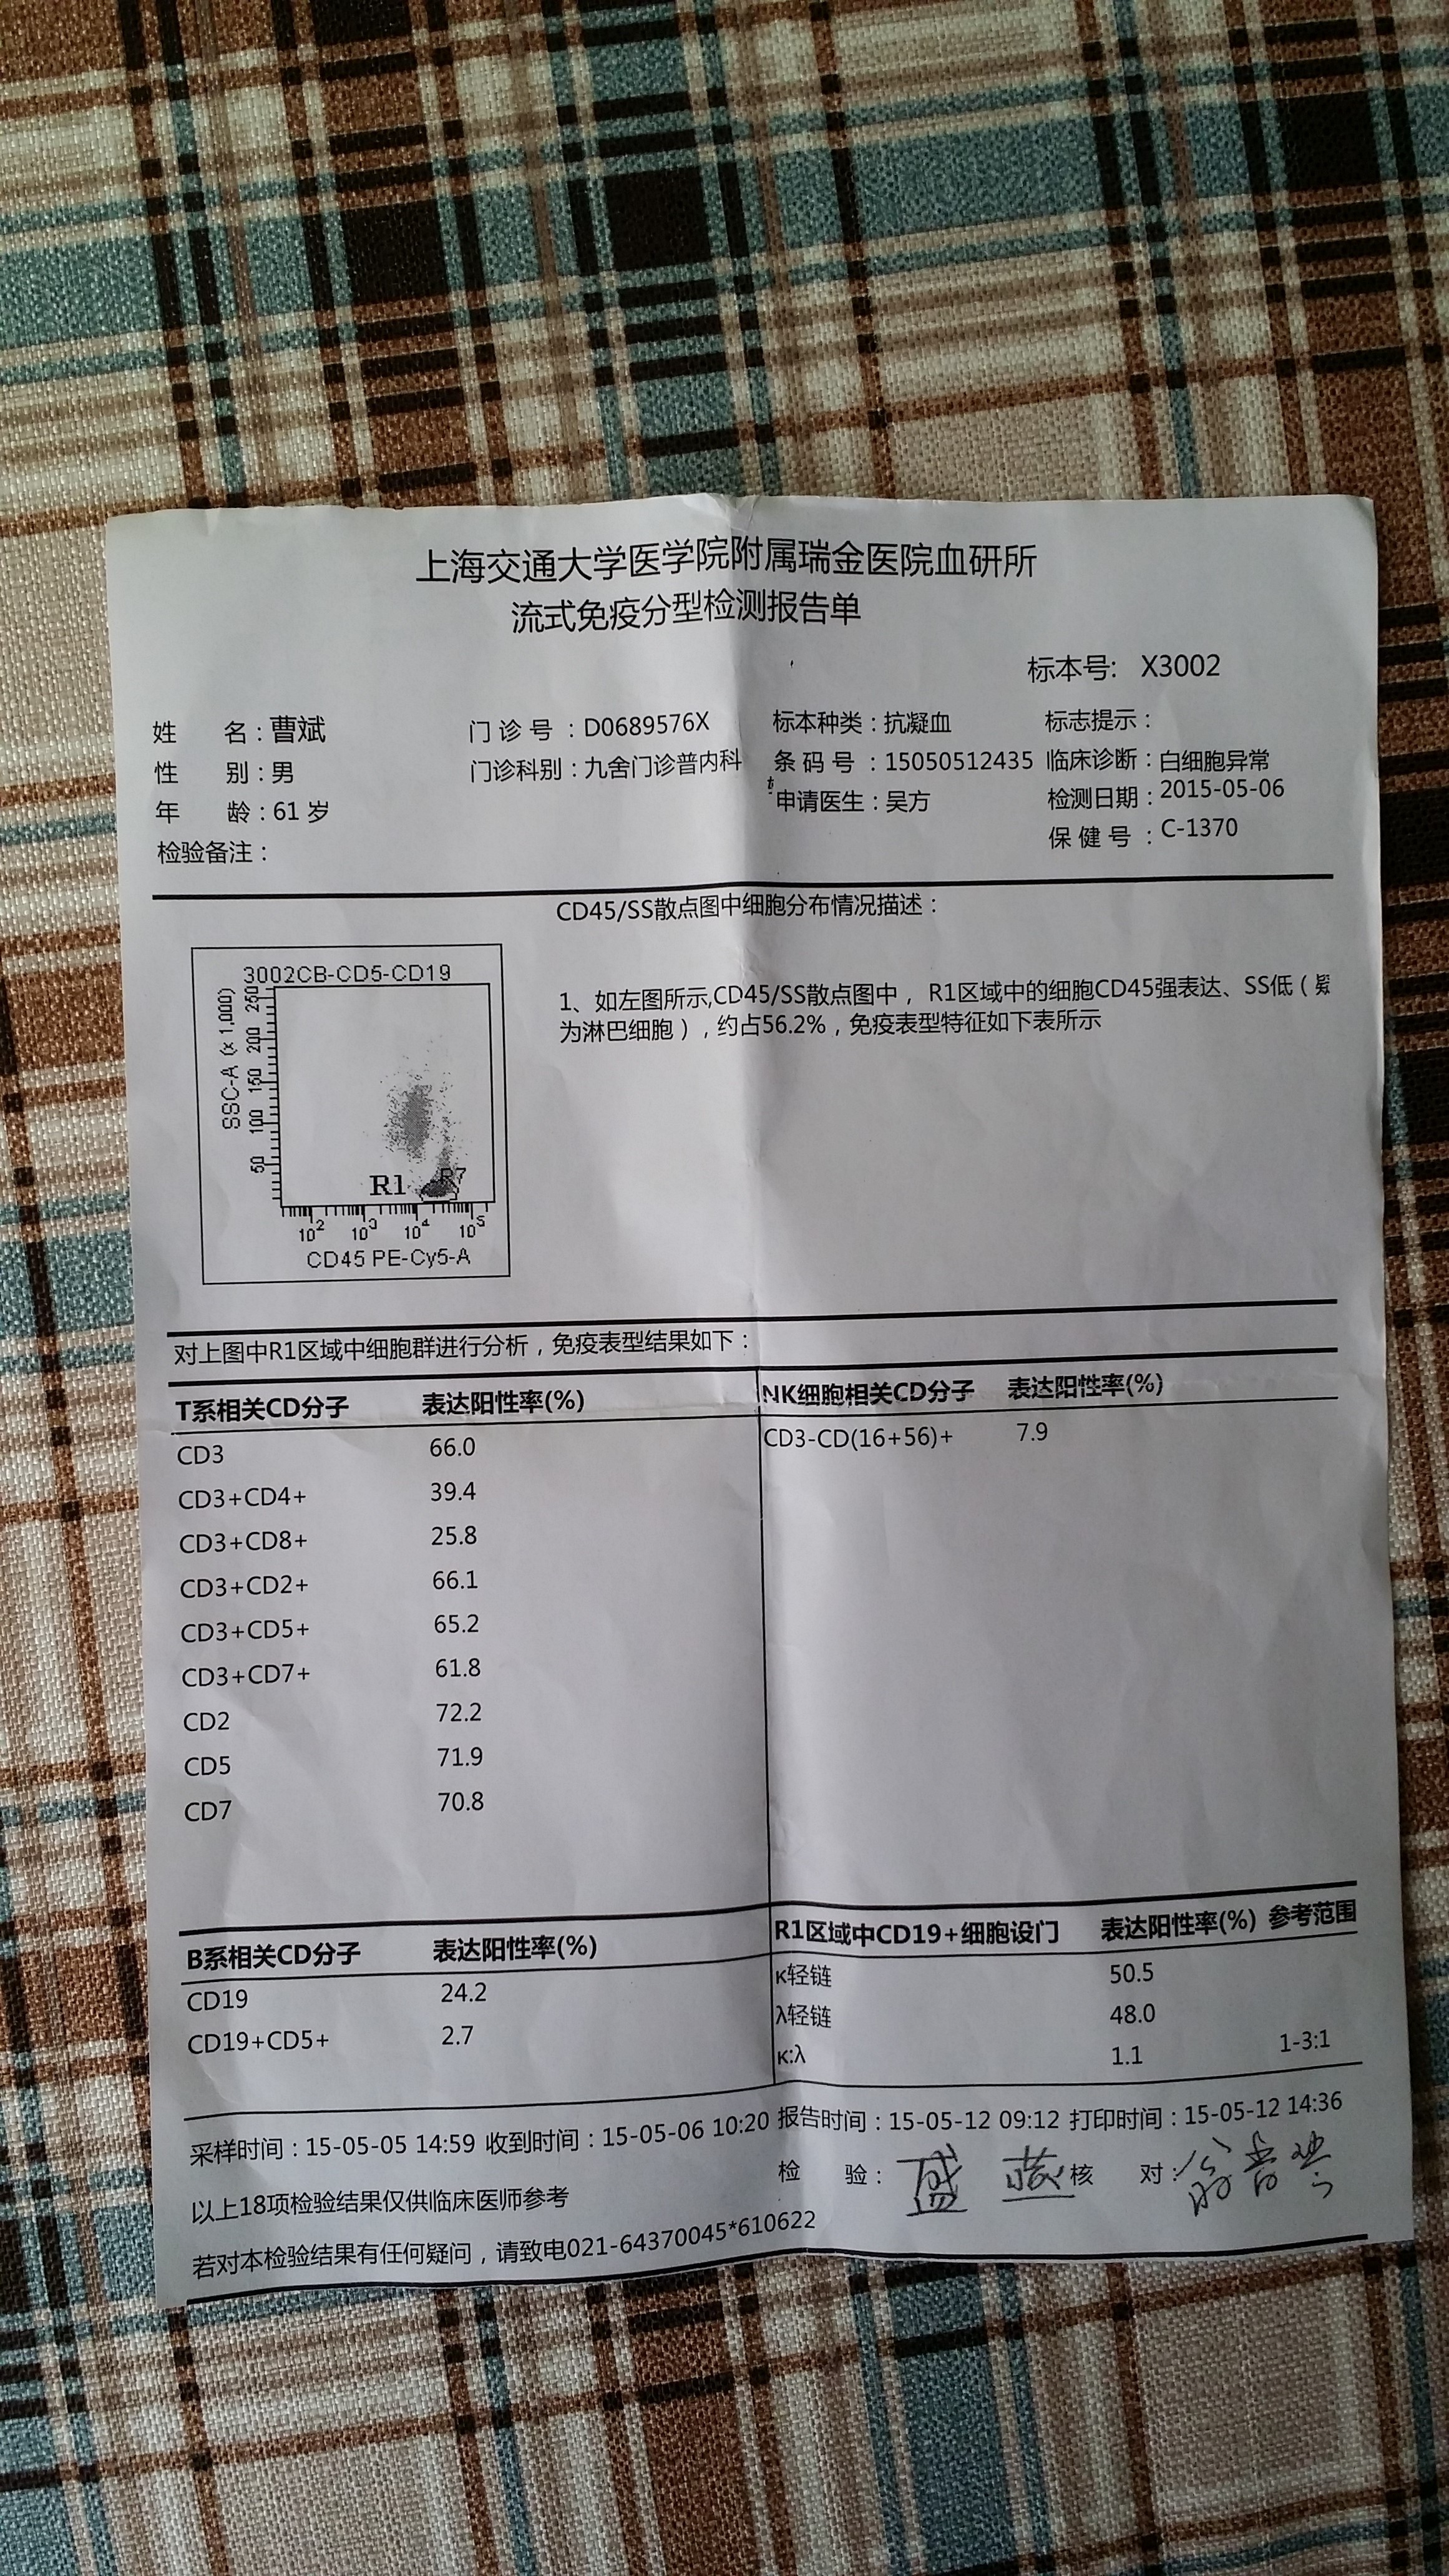 上海交通大学医学院附属瑞金医院血研所
流式免疫分型检测报告单
标本号: X3002
姓 名：曹斌 门诊号：D0689576X 标本种类：抗凝血 标志提示：
性 别：男 门诊科别：九舍门诊普内科 条码号：15050512435 临床诊断：白细胞异常
年 龄：61 岁 申请医生：吴方 检测日期：2015-05-06
保健号：C-1370
检验备注：
CD45/SS散点图中细胞分布情况描述：
3002CB-CD5-CD19
SSC-A (x 1,000)
250
200
150
100
50
R1 R7
10² 10³ 10⁴ 10⁵
CD45 PE-Cy5-A
1、如左图所示,CD45/SS散点图中，R1区域中的细胞CD45强表达、SS低（疑
为淋巴细胞），约占56.2%，免疫表型特征如下表所示
对上图中R1区域中细胞群进行分析，免疫表型结果如下：
T系相关CD分子 表达阳性率(%) NK细胞相关CD分子 表达阳性率(%)
CD3 66.0 CD3-CD(16+56)+ 7.9
CD3+CD4+ 39.4
CD3+CD8+ 25.8
CD3+CD2+ 66.1
CD3+CD5+ 65.2
CD3+CD7+ 61.8
CD2 72.2
CD5 71.9
CD7 70.8
B系相关CD分子 表达阳性率(%) R1区域中CD19+细胞设门 表达阳性率(%) 参考范围
CD19 24.2 κ轻链 50.5
CD19+CD5+ 2.7 λ轻链 48.0
κ:λ 1.1 1-3:1
采样时间：15-05-05 14:59 收到时间：15-05-06 10:20 报告时间：15-05-12 09:12 打印时间：15-05-12 14:36
检 验：盛 核 对：
以上18项检验结果仅供临床医师参考
若对本检验结果有任何疑问，请致电021-64370045*610622